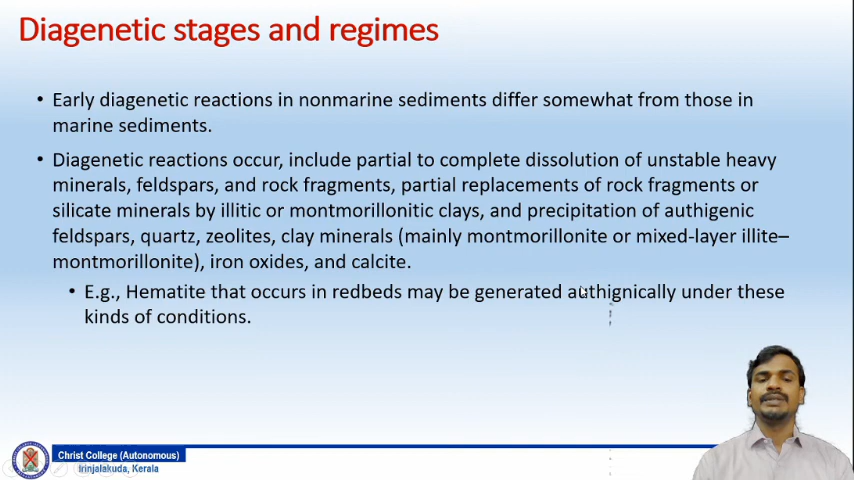 Diagenetic stages and regimes
• Early diagenetic reactions in nonmarine sediments differ somewhat from those in
marine sediments.
• Diagenetic reactions occur, include partial to complete dissolution of unstable heavy
minerals, feldspars, and rock fragments, partial replacements of rock fragments or
silicate minerals by illitic or montmorillonitic clays, and precipitation of authigenic
feldspars, quartz, zeolites, clay minerals (mainly montmorillonite or mixed-layer illite–
montmorillonite), iron oxides, and calcite.
• E.g., Hematite that occurs in redbeds may be generated authignically under these
kinds of conditions.
Christ College (Autonomous)
Irinjalakuda, Kerala